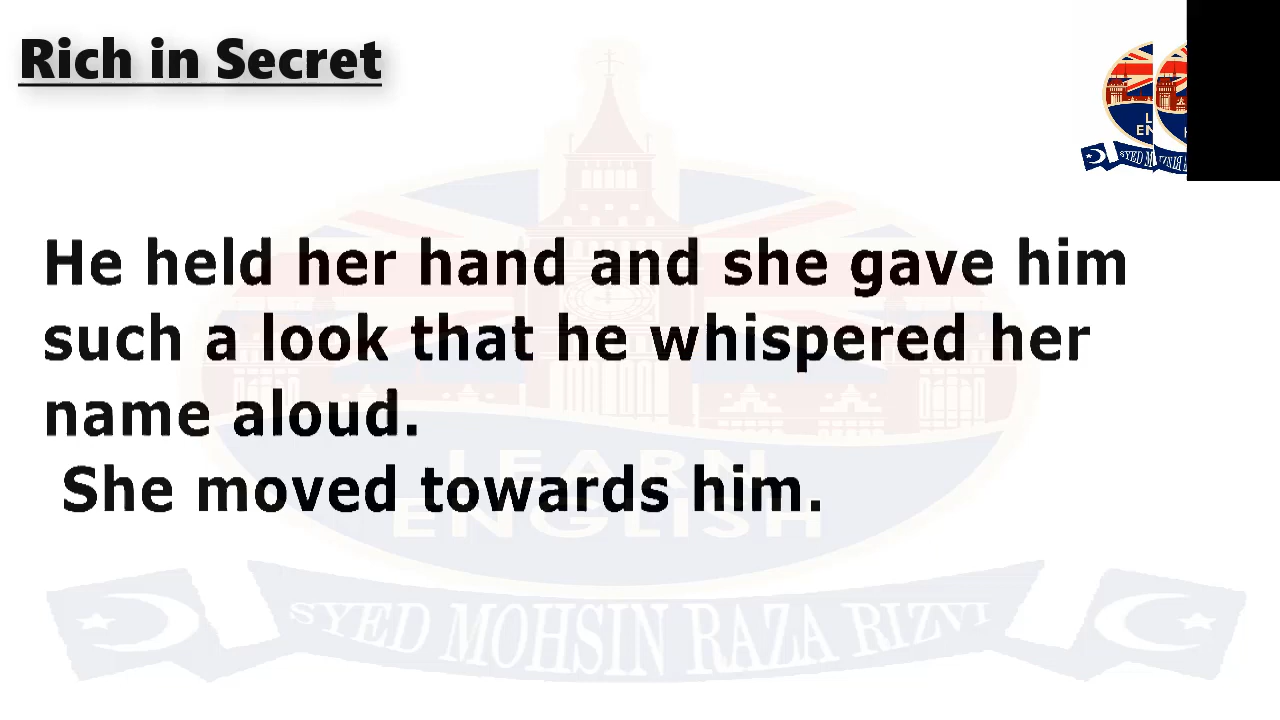 Rich in Secret
He held her hand and she gave him
such a look that he whispered her
name aloud.
She moved towards him.
LEARN
ENGLISH
SYED MOHSIN RAZA RIZVI